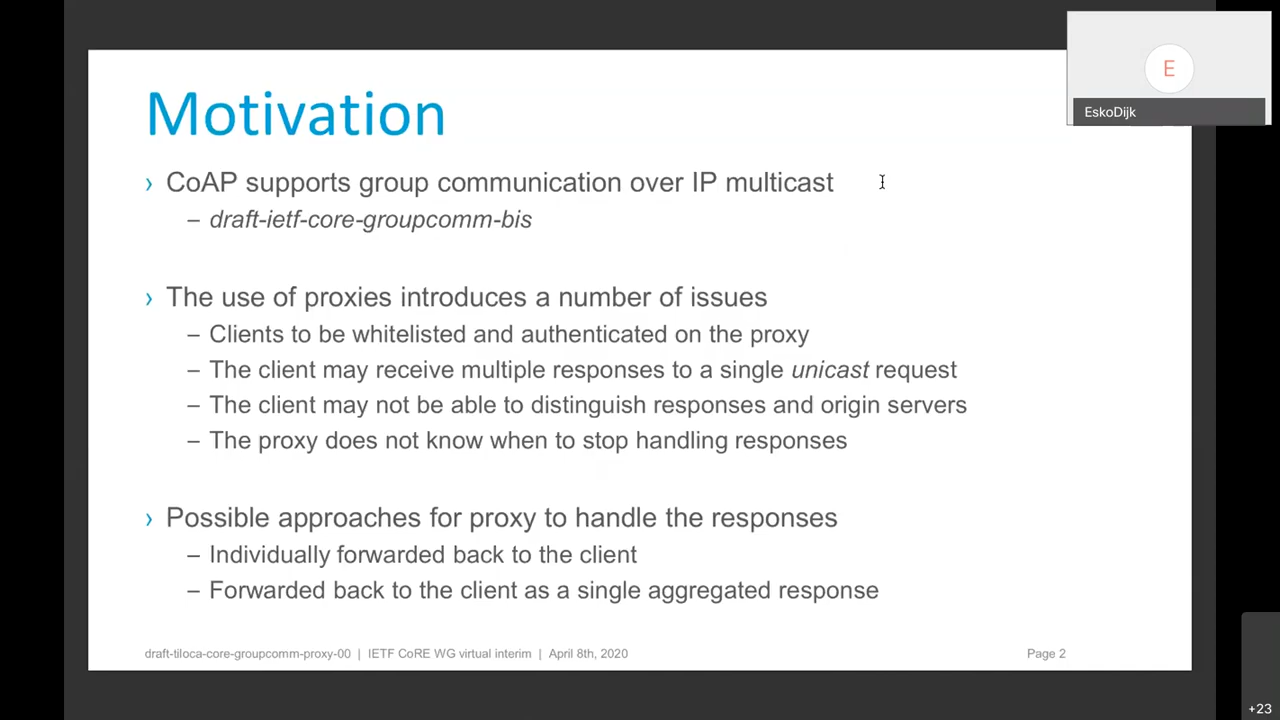 Motivation
› CoAP supports group communication over IP multicast
– draft-ietf-core-groupcomm-bis
› The use of proxies introduces a number of issues
– Clients to be whitelisted and authenticated on the proxy
– The client may receive multiple responses to a single unicast request
– The client may not be able to distinguish responses and origin servers
– The proxy does not know when to stop handling responses
› Possible approaches for proxy to handle the responses
– Individually forwarded back to the client
– Forwarded back to the client as a single aggregated response
draft-tiloca-core-groupcomm-proxy-00 | IETF CoRE WG virtual interim | April 8th, 2020
Page 2
E
EskoDijk
+23